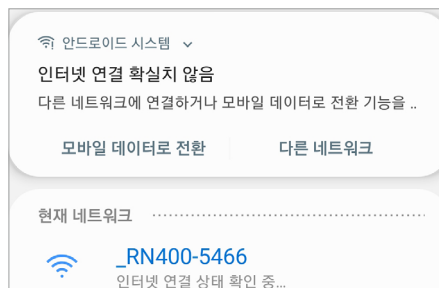 안드로이드 시스템
인터넷 연결 확실치 않음
다른 네트워크에 연결하거나 모바일 데이터로 전환 기능을 ..
모바일 데이터로 전환
다른 네트워크
현재 네트워크
_RN400-5466
인터넷 연결 상태 확인 중...